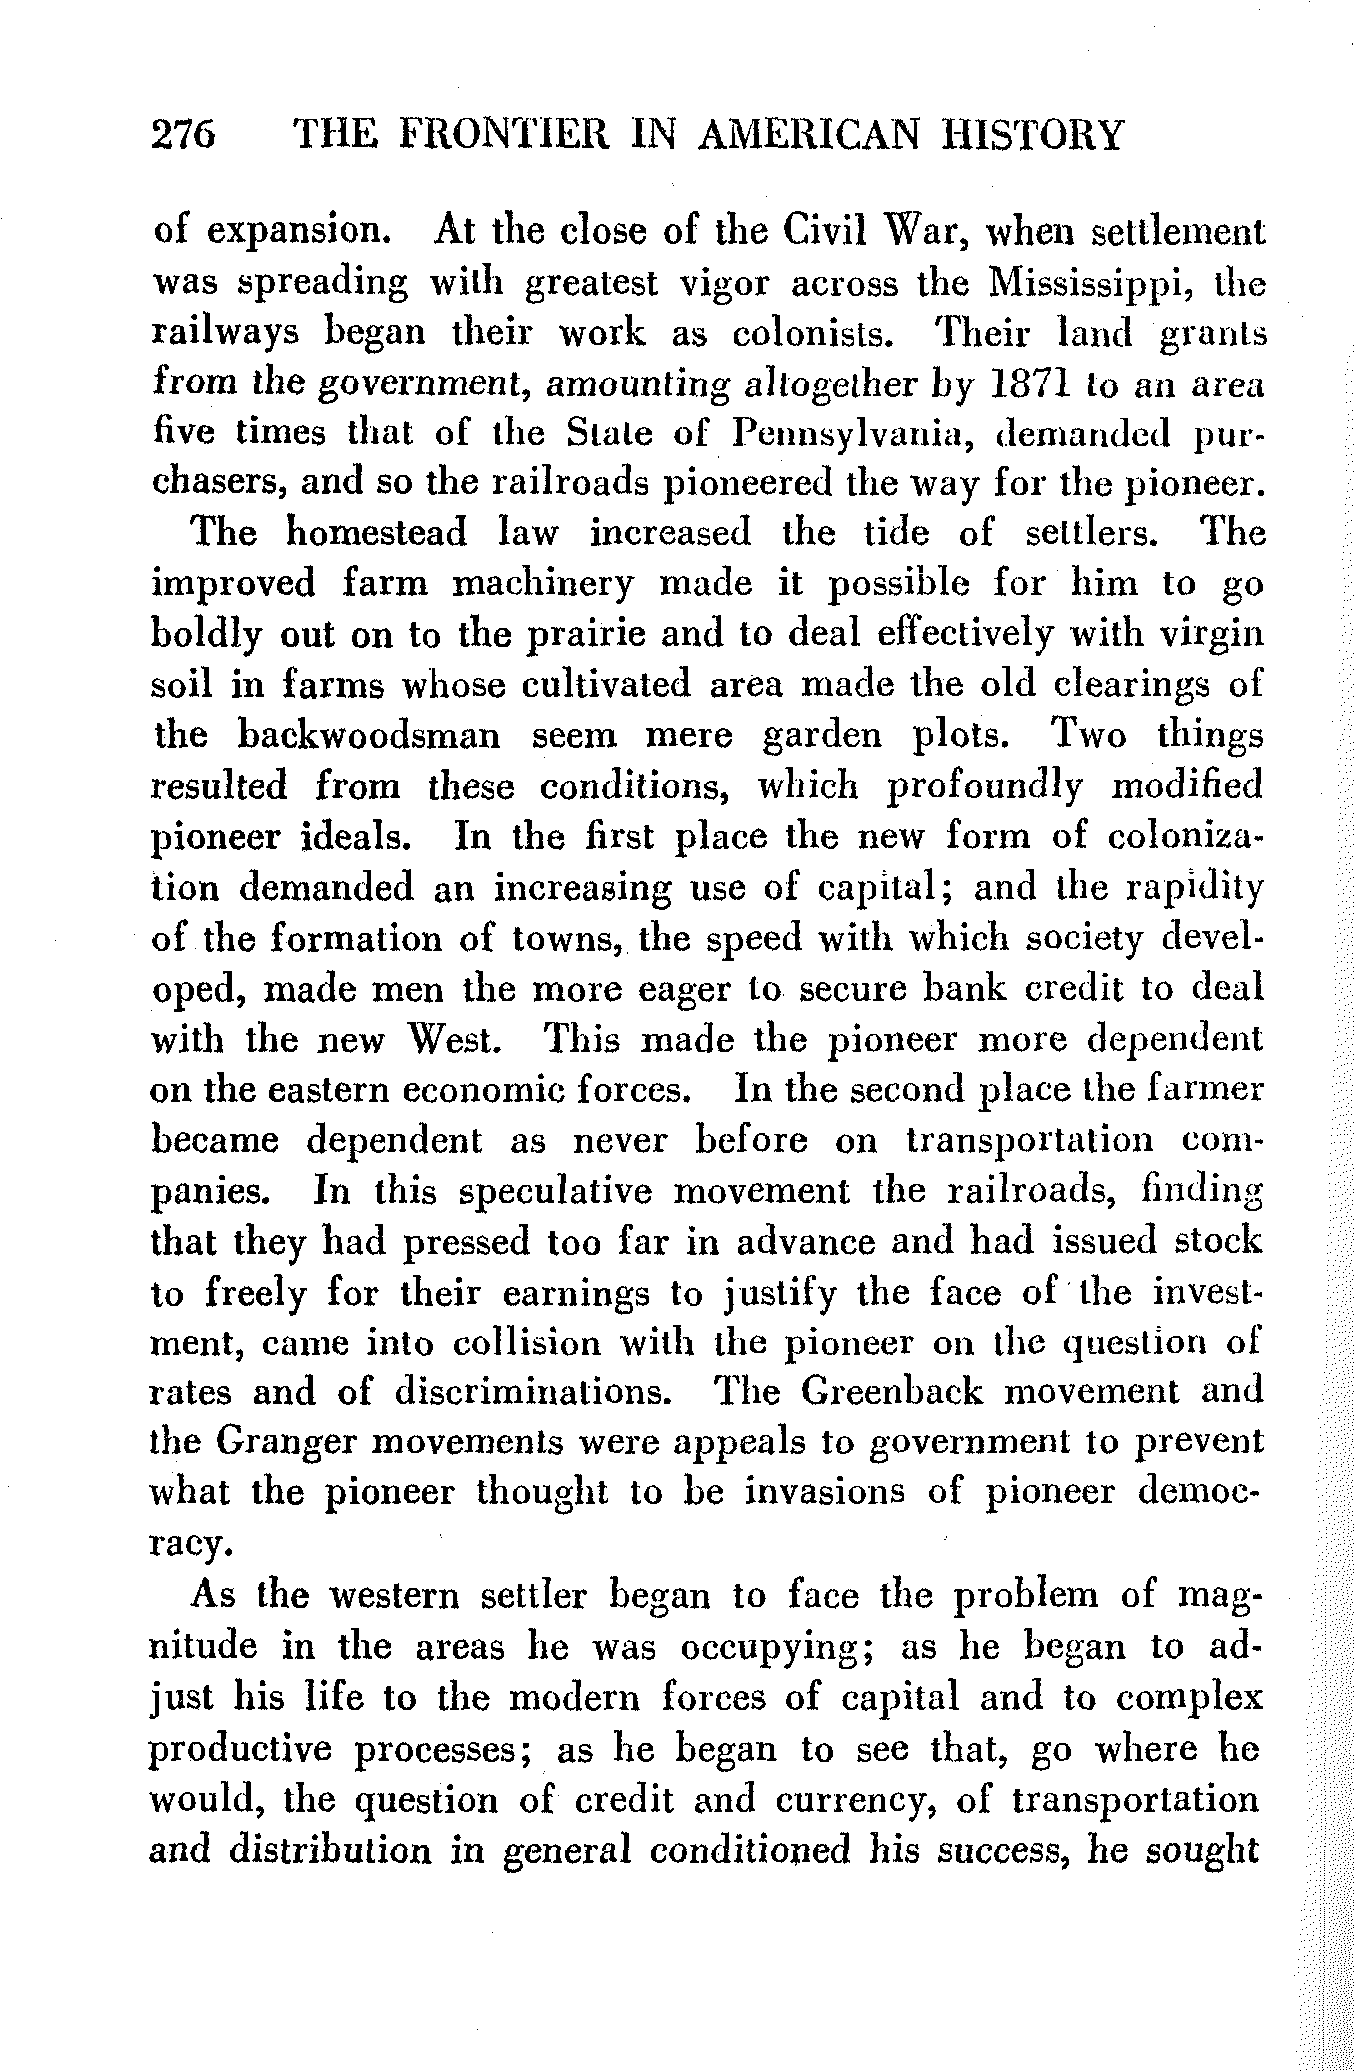 276 THE FRONTIER IN AMERICAN HISTORY
of expansion. At the close of the Civil War, when settlement
was spreading with greatest vigor across the Mississippi, the
railways began their work as colonists. Their land grants
from the government, amounting altogether by 1871 to an area
five times that of the State of Pennsylvania, demanded pur-
chasers, and so the railroads pioneered the way for the pioneer.
The homestead law increased the tide of settlers. The
improved farm machinery made it possible for him to go
boldly out on to the prairie and to deal effectively with virgin
soil in farms whose cultivated area made the old clearings of
the backwoodsman seem mere garden plots. Two things
resulted from these conditions, which profoundly modified
pioneer ideals. In the first place the new form of coloniza-
tion demanded an increasing use of capital; and the rapidity
of the formation of towns, the speed with which society devel-
oped, made men the more eager to secure bank credit to deal
with the new West. This made the pioneer more dependent
on the eastern economic forces. In the second place the farmer
became dependent as never before on transportation com-
panies. In this speculative movement the railroads, finding
that they had pressed too far in advance and had issued stock
to freely for their earnings to justify the face of the invest-
ment, came into collision with the pioneer on the question of
rates and of discriminations. The Greenback movement and
the Granger movements were appeals to government to prevent
what the pioneer thought to be invasions of pioneer democ-
racy.
As the western settler began to face the problem of mag-
nitude in the areas he was occupying; as he began to ad-
just his life to the modern forces of capital and to complex
productive processes; as he began to see that, go where he
would, the question of credit and currency, of transportation
and distribution in general conditioned his success, he sought